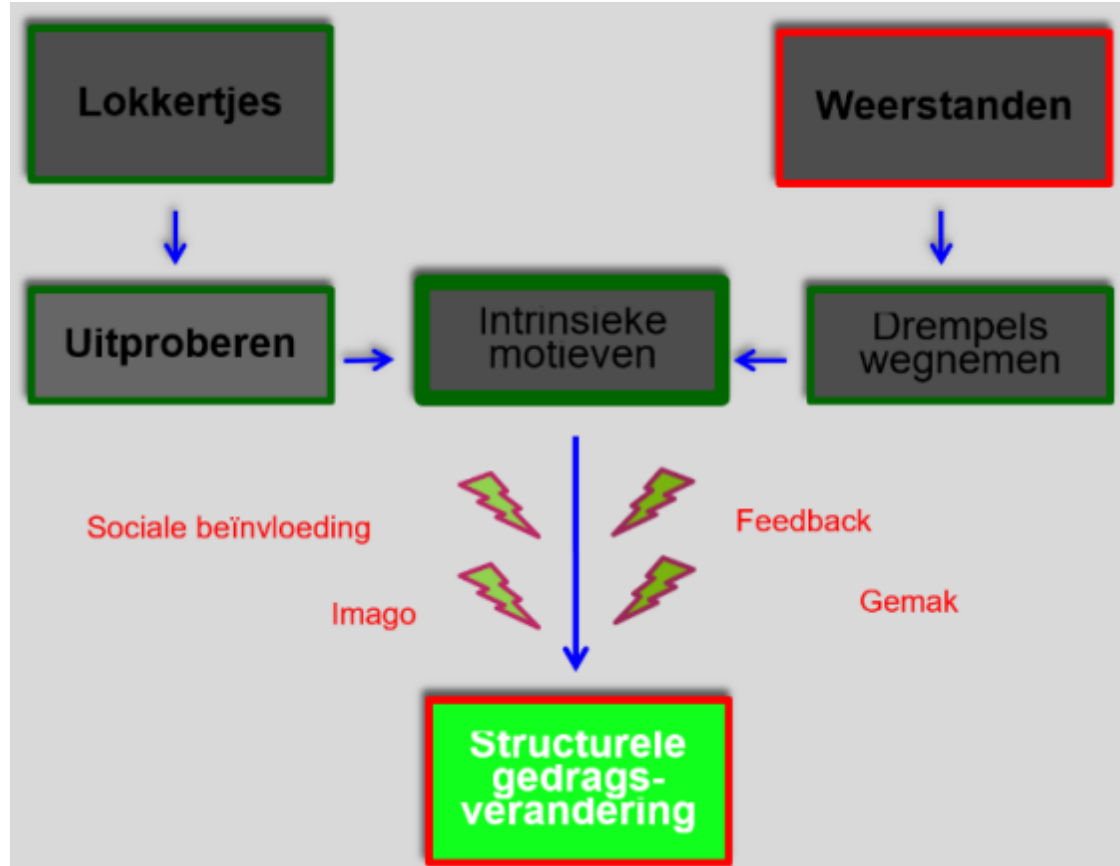 Lokkertjes
Weerstanden
Uitproberen
Intrinsieke
motieven
Drempels
wegnemen
Sociale beïnvloeding
Feedback
Imago
Gemak
Structurele
gedrags-
verandering